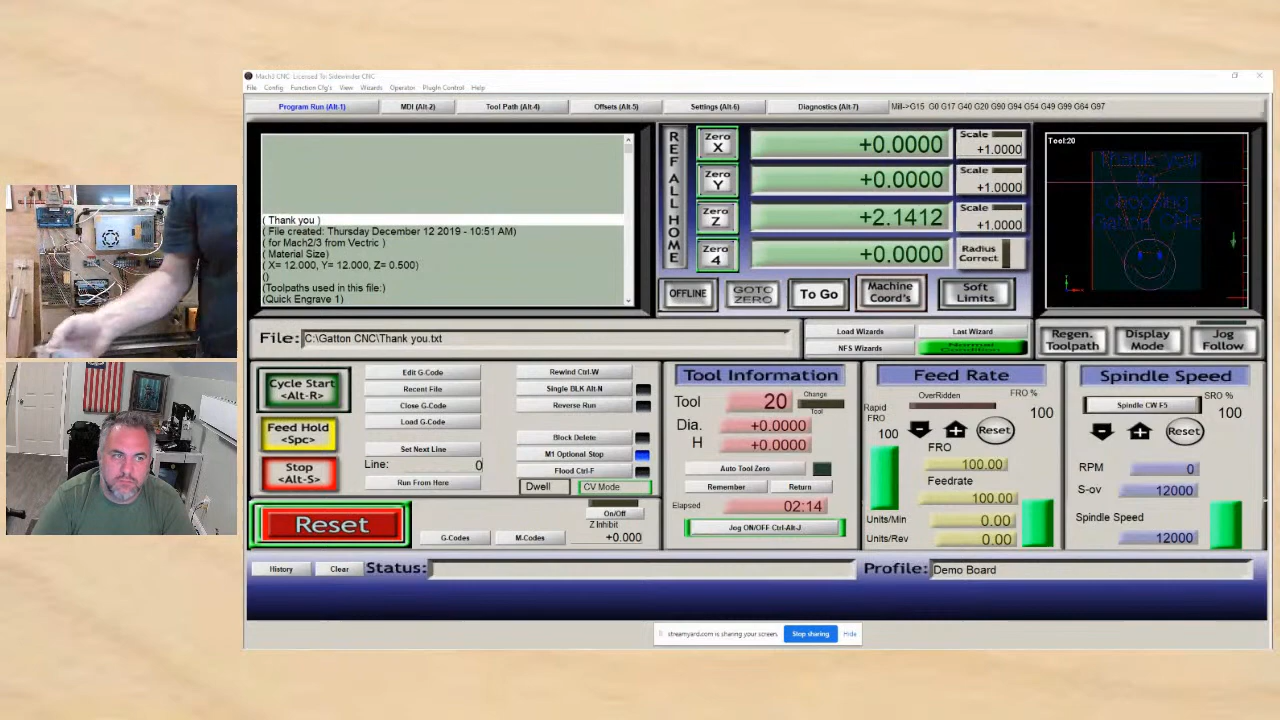 Mach3 CNC Licensed To: Sidewinder CNC
File Config Function Cfg's View Wizards Operator PlugIn Control Help
Program Run (Alt-1) MDI (Alt-2) Tool Path (Alt-4) Offsets (Alt-5) Settings (Alt-6) Diagnostics (Alt-7) Mill->G15 G0 G17 G40 G20 G90 G94 G54 G49 G99 G64 G97
( Thank you )
( File created: Thursday December 12 2019 - 10:51 AM)
( for Mach2/3 from Vectric )
( Material Size)
( X= 12.000, Y= 12.000, Z= 0.500)
()
(Toolpaths used in this file:)
(Quick Engrave 1)
REF ALL HOME
Zero X +0.0000 Scale +1.0000
Zero Y +0.0000 Scale +1.0000
Zero Z +2.1412 Scale +1.0000
Zero 4 +0.0000 Radius Correct
OFFLINE GOTO ZERO To Go Machine Coord's Soft Limits
Tool:20
Thank you
for
Choosing
CNC
File: C:\Gatton CNC\Thank you.txt
Load Wizards Last Wizard
NFS Wizards Normal Condition
Regen. Toolpath Display Mode Jog Follow
Cycle Start <Alt-R>
Feed Hold <Spc>
Stop <Alt-S>
Reset
Edit G-Code
Recent File
Close G-Code
Load G-Code
Set Next Line
Line: 0
Run From Here
Rewind Ctrl-W
Single BLK Alt-N
Reverse Run
Block Delete
M1 Optional Stop
Flood Ctrl-F
Dwell CV Mode
On/Off
Z Inhibit
+0.000
G-Codes M-Codes
Tool Information
Tool 20 Change Tool
Dia. +0.0000
H +0.0000
Auto Tool Zero
Remember Return
Elapsed 02:14
Jog ON/OFF Ctrl-Alt-J
Feed Rate
OverRidden FRO %
Rapid FRO 100
100
Reset
FRO
100.00
Feedrate
100.00
Units/Min 0.00
Units/Rev 0.00
Spindle Speed
Spindle CW F5 SRO % 100
Reset
RPM 0
S-ov 12000
Spindle Speed
12000
History Clear Status: Profile: Demo Board
streamyard.com is sharing your screen. Stop sharing Hide